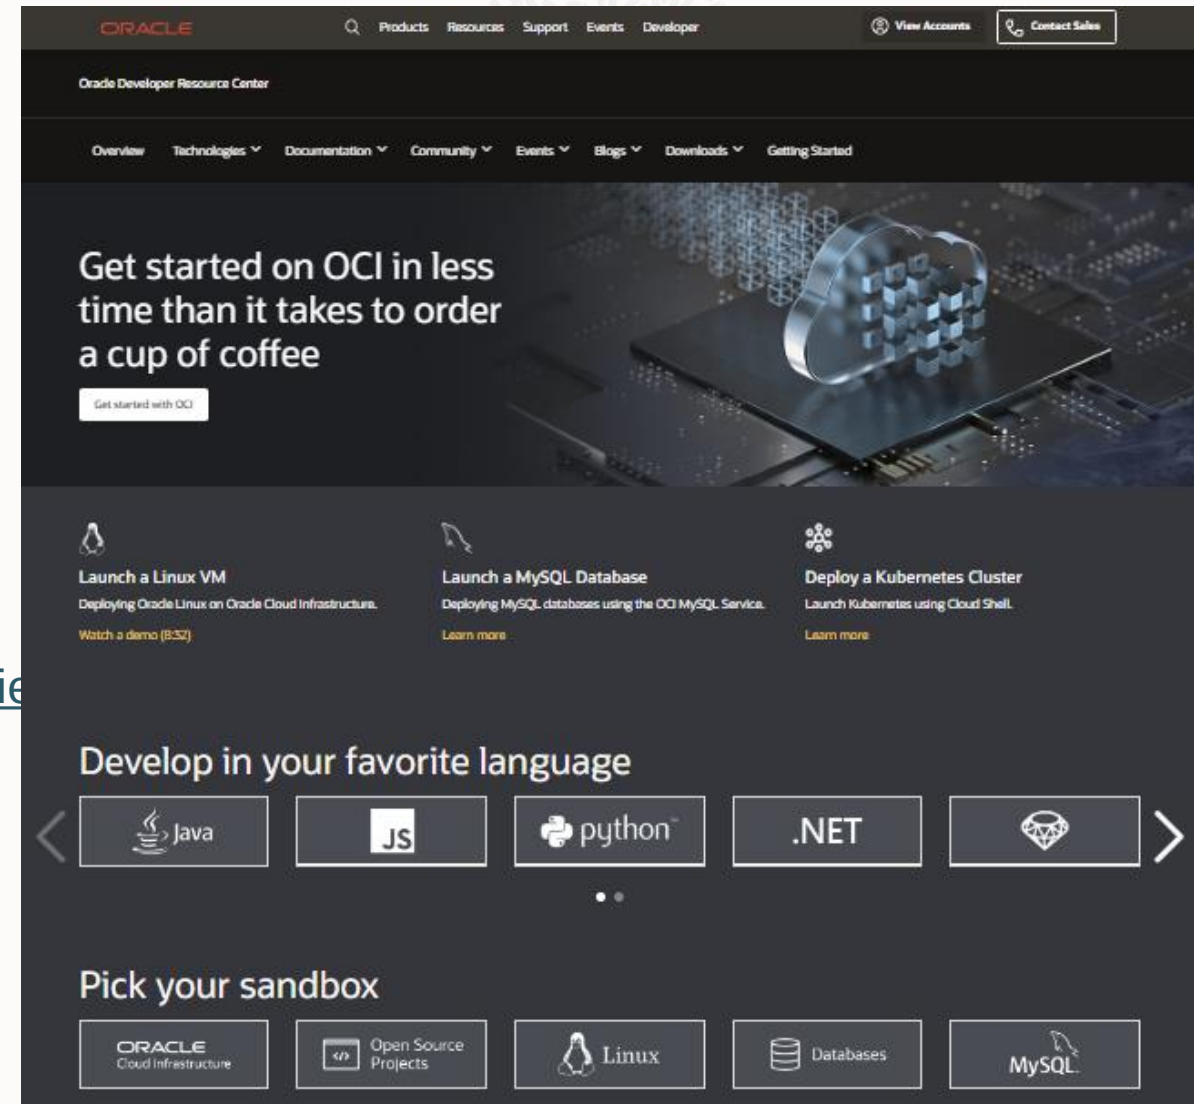 ORACLE
Products Resources Support Events Developer
View Accounts
Contact Sales
Oracle Developer Resource Center
Overview Technologies Documentation Community Events Blogs Downloads Getting Started
Get started on OCI in less
time than it takes to order
a cup of coffee
Get started with OCI
Launch a Linux VM
Deploying Oracle Linux on Oracle Cloud Infrastructure.
Watch a demo (8:32)
Launch a MySQL Database
Deploying MySQL databases using the OCI MySQL Service.
Learn more
Deploy a Kubernetes Cluster
Launch Kubernetes using Cloud Shell.
Learn more
Develop in your favorite language
Java
JS
python
.NET
Pick your sandbox
ORACLE
Cloud Infrastructure
Open Source
Projects
Linux
Databases
MySQL